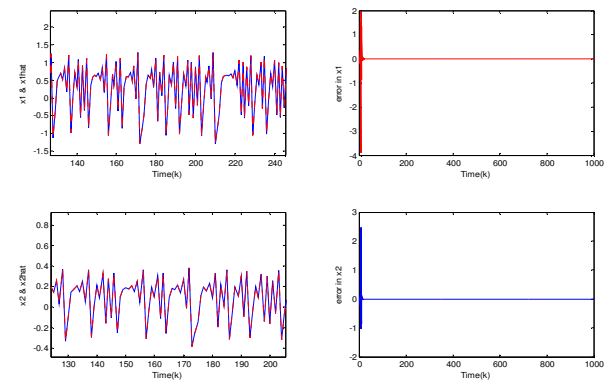 2
1.5
1
0.5
0
-0.5
-1
-1.5
x1 & x1hat
140 160 180 200 220 240
Time(k)
2
1
0
-1
-2
-3
-4
error in x1
0 200 400 600 800 1000
Time(k)
0.8
0.6
0.4
0.2
0
-0.2
-0.4
x2 & x2hat
130 140 150 160 170 180 190 200
Time(k)
3
2
1
0
-1
-2
error in x2
0 200 400 600 800 1000
Time(k)